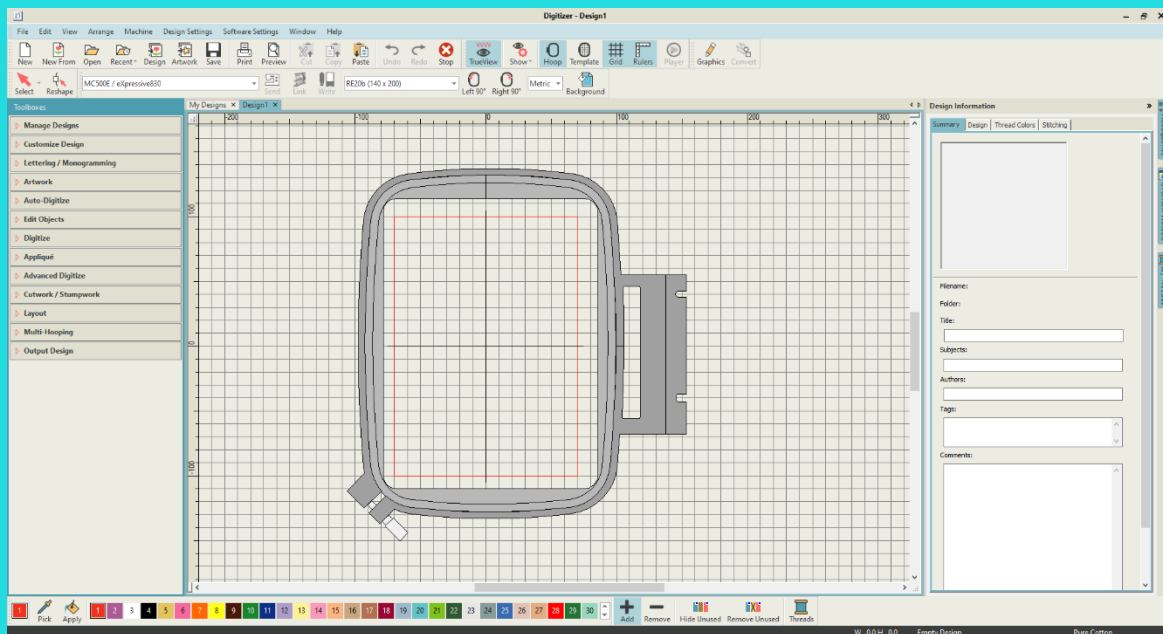 Digitizer - Design1
File Edit View Arrange Machine Design Settings Software Settings Window Help
New New From Open Recent Design Artwork Save Print Preview Cut Copy Paste Undo Redo Stop TrueView Show Hoop Template Grid Rulers Player Graphics Convert
Select Reshape MC500E / eXpressive830 Send Link Write RE20b (140 x 200) Left 90° Right 90° Metric Background
Toolboxes
My Designs Design1
Design Information
Manage Designs
Customize Design
Lettering / Monogramming
Artwork
Auto-Digitize
Edit Objects
Digitize
Appliqué
Advanced Digitize
Cutwork / Stumpwork
Layout
Multi-Hooping
Output Design
-200 -100 0 100 200 300
100
0
-100
Summary Design Thread Colors Stitching
Filename:
Folder:
Title:
Subjects:
Authors:
Tags:
Comments:
1 Pick Apply 1 2 3 4 5 6 7 8 9 10 11 12 13 14 15 16 17 18 19 20 21 22 23 24 25 26 27 28 29 30 Add Remove Hide Unused Remove Unused Threads
W 0.0 H 0.0 Empty Design Pure Cotton